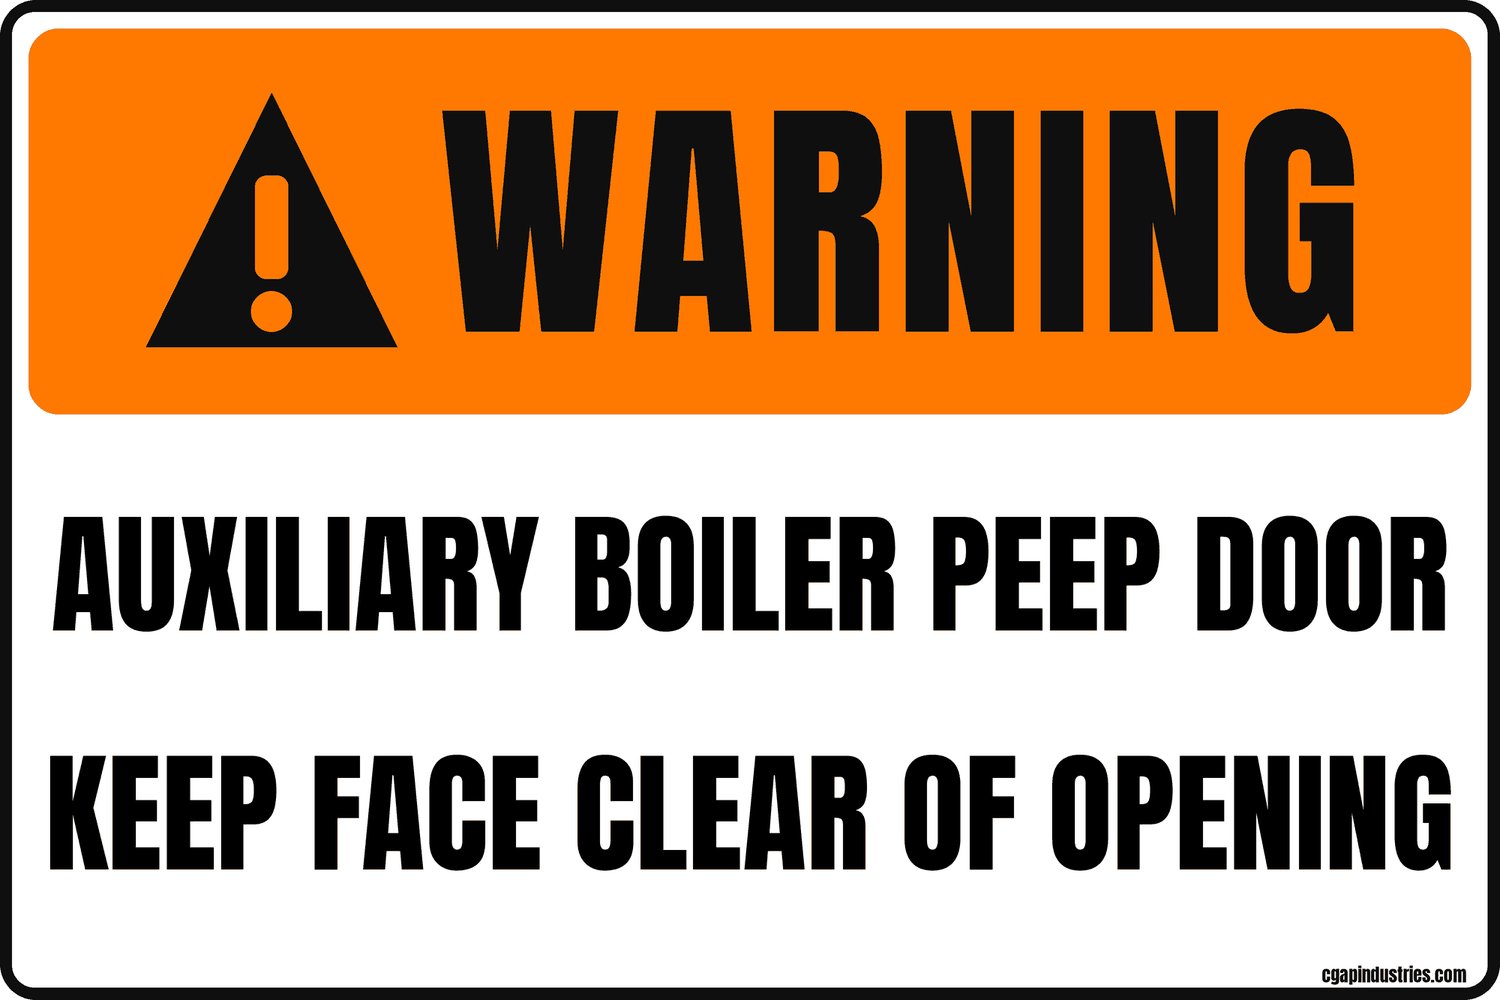 WARNING
AUXILIARY BOILER PEEP DOOR
KEEP FACE CLEAR OF OPENING
cgapindustries.com